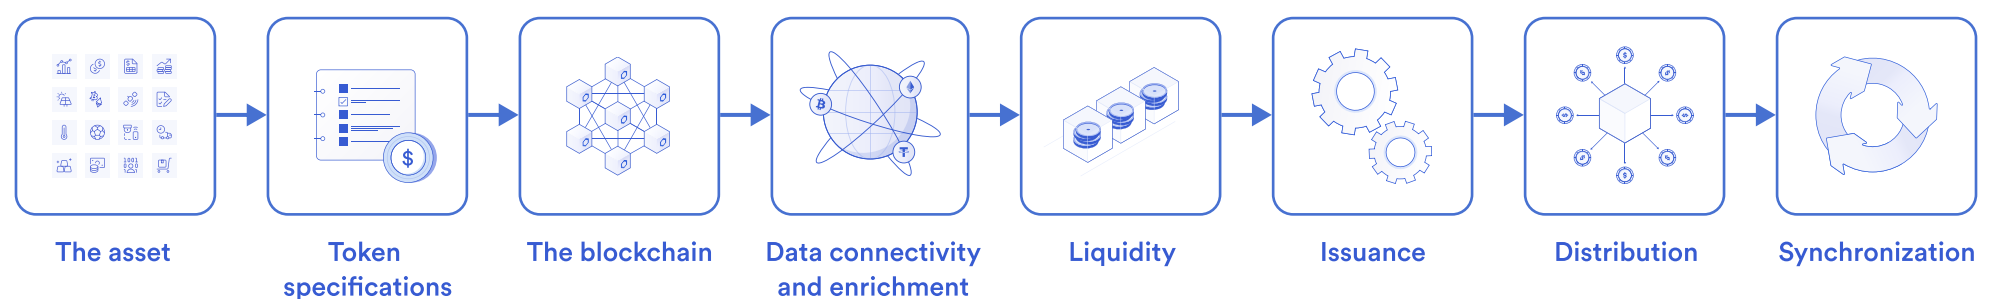 The asset
Token
specifications
The blockchain
Data connectivity
and enrichment
Liquidity
Issuance
Distribution
Synchronization